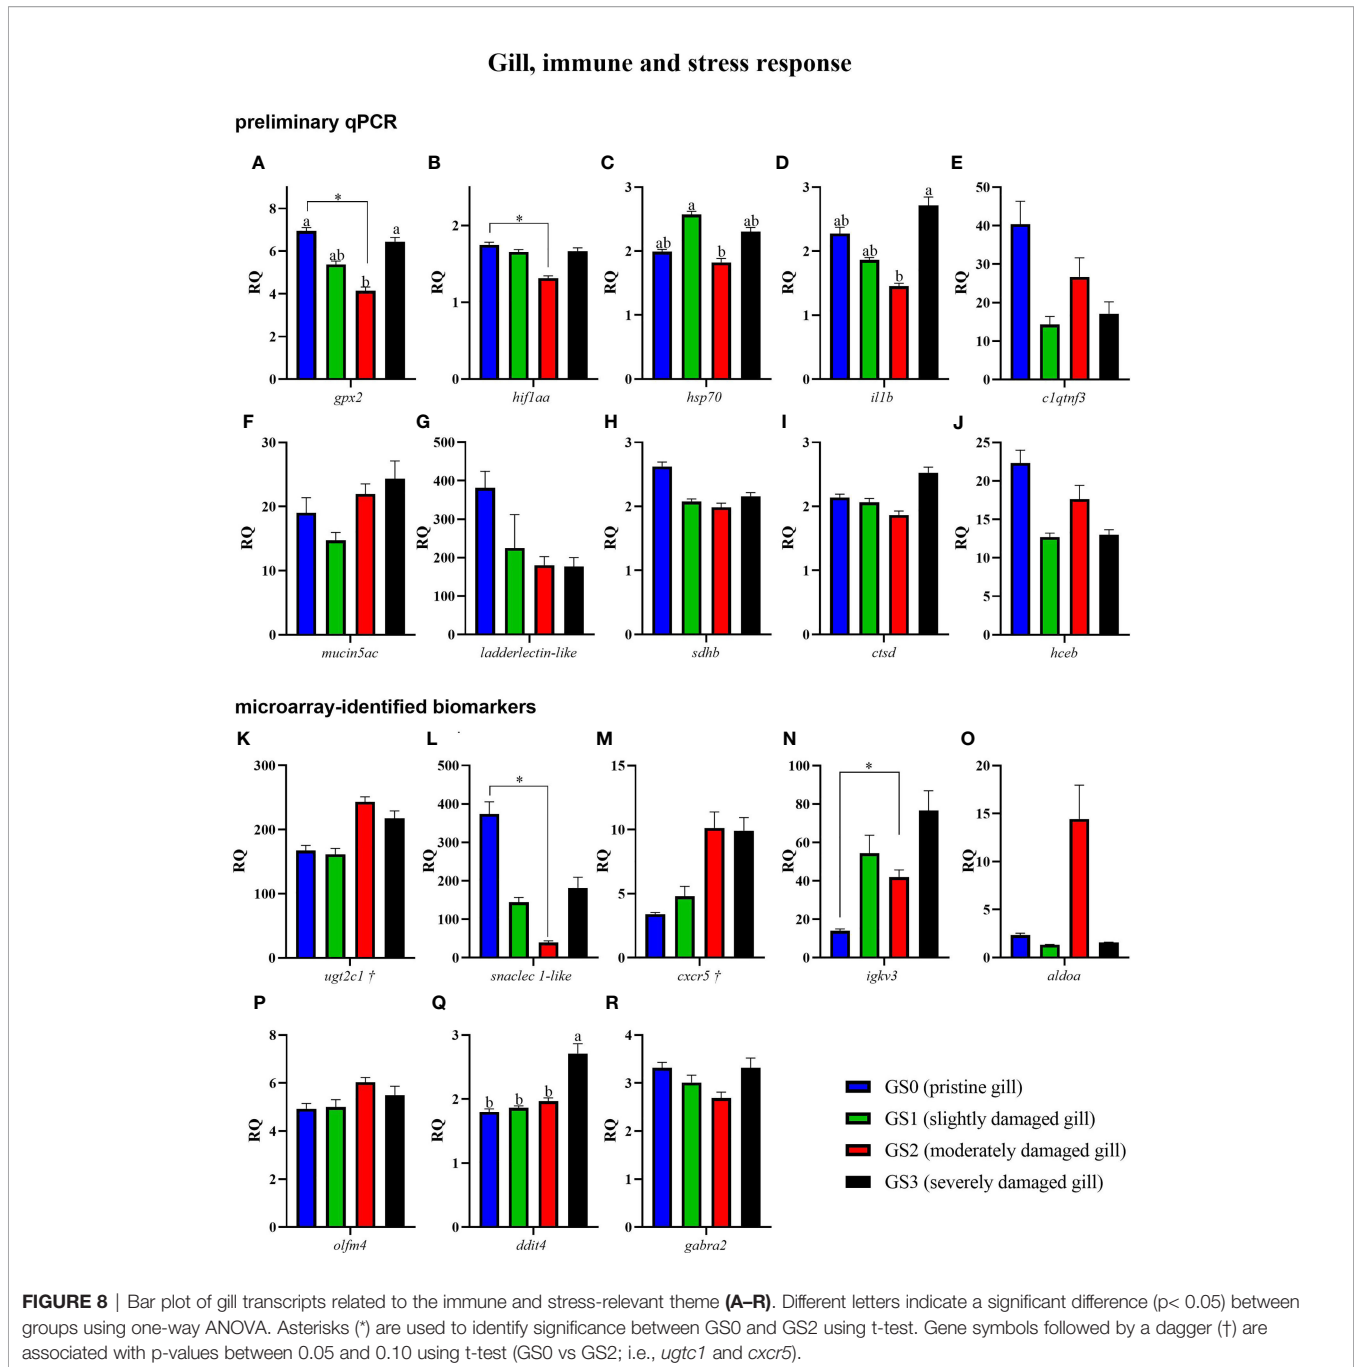 Gill, immune and stress response
preliminary qPCR
A
RQ
8
6
4
2
0
a
ab
b
a
*
gpx2
B
RQ
2
1
0
*
hif1aa
C
RQ
3
2
1
0
ab
a
b
ab
hsp70
D
RQ
3
2
1
0
ab
ab
b
a
il1b
E
RQ
50
40
30
20
10
0
c1qtnf3
F
RQ
30
20
10
0
mucin5ac
G
RQ
500
400
300
200
100
0
ladderlectin-like
H
RQ
3
2
1
0
sdhb
I
RQ
3
2
1
0
ctsd
J
RQ
25
20
15
10
5
0
hceb
microarray-identified biomarkers
K
RQ
300
200
100
0
ugt2c1 †
L
RQ
500
400
300
200
100
0
*
snaclec 1-like
M
RQ
15
10
5
0
cxcr5 †
N
RQ
100
80
60
40
20
0
*
igkv3
O
RQ
20
15
10
5
0
aldoa
P
RQ
8
6
4
2
0
olfm4
Q
RQ
3
2
1
0
b
b
b
a
ddit4
R
RQ
4
3
2
1
0
gabra2
GS0 (pristine gill)
GS1 (slightly damaged gill)
GS2 (moderately damaged gill)
GS3 (severely damaged gill)
FIGURE 8 | Bar plot of gill transcripts related to the immune and stress-relevant theme (A–R). Different letters indicate a significant difference (p< 0.05) between
groups using one-way ANOVA. Asterisks (*) are used to identify significance between GS0 and GS2 using t-test. Gene symbols followed by a dagger (†) are
associated with p-values between 0.05 and 0.10 using t-test (GS0 vs GS2; i.e., ugtc1 and cxcr5).